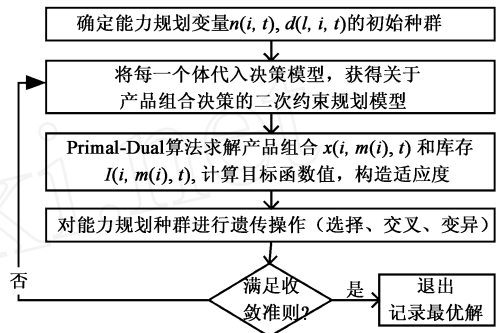 确定能力规划变量n(i, t), d(l, i, t)的初始种群
将每一个体代入决策模型，获得关于
产品组合决策的二次约束规划模型
Primal-Dual算法求解产品组合 x(i, m(i), t) 和库存
I(i, m(i), t), 计算目标函数值，构造适应度
对能力规划种群进行遗传操作（选择、交叉、变异）
否
满足收
敛准则?
是
退出
记录最优解